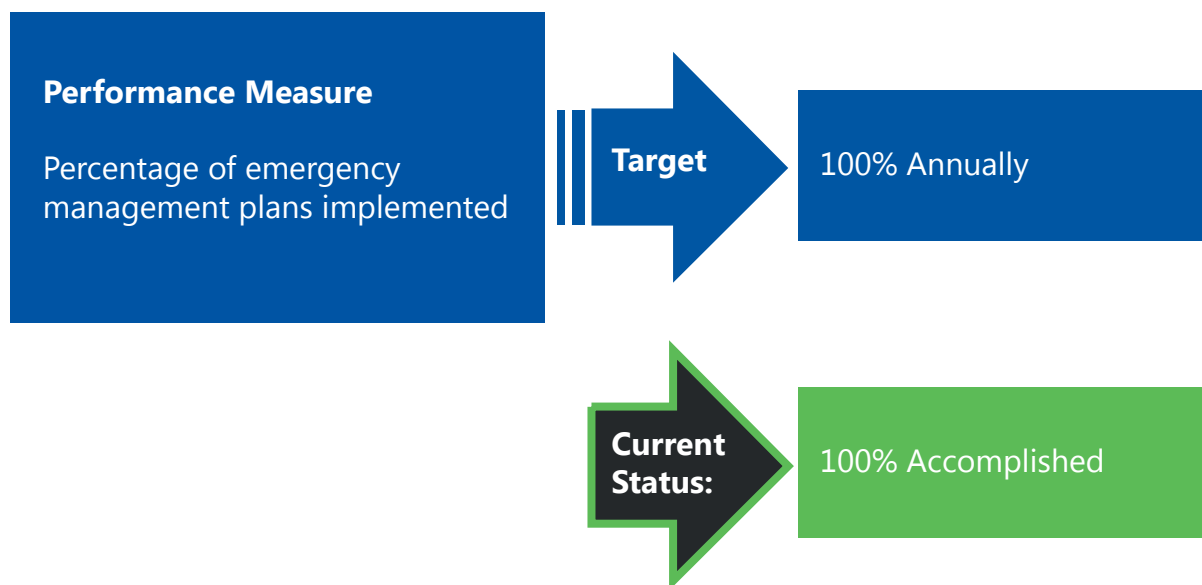 Performance Measure
Percentage of emergency
management plans implemented
Target
100% Annually
Current
Status:
100% Accomplished